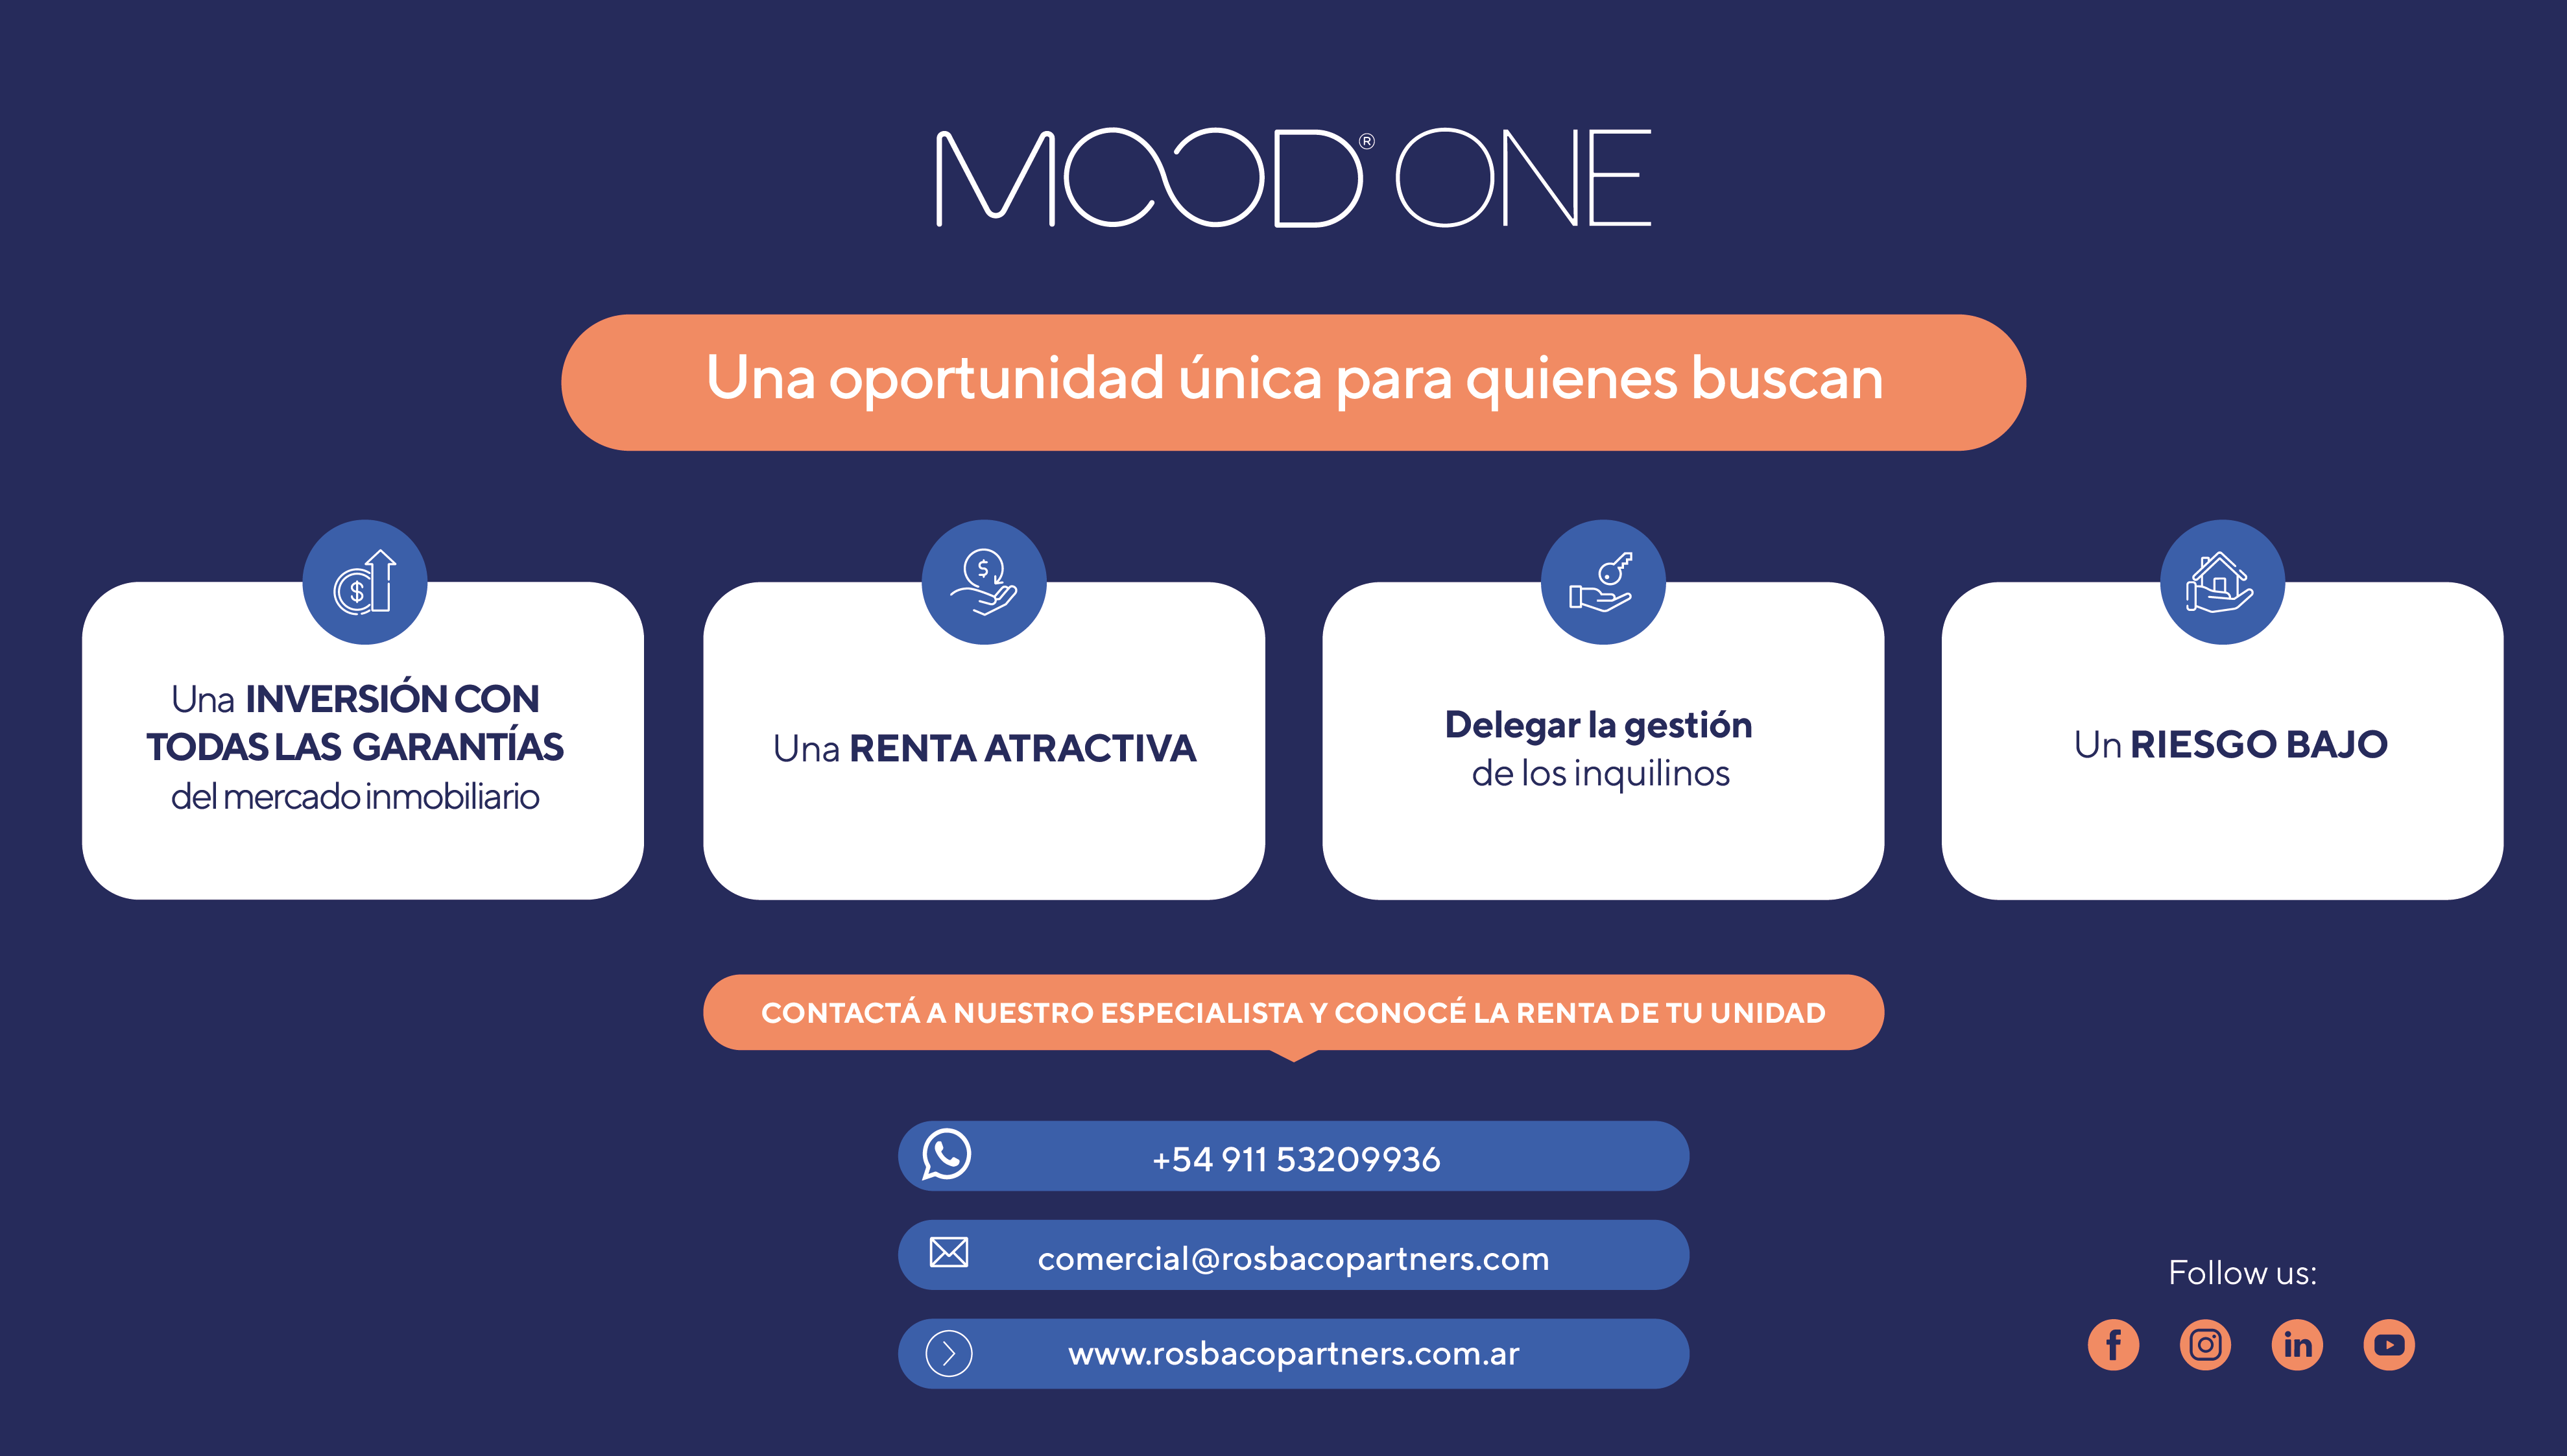 MOOD® ONE
Una oportunidad única para quienes buscan
Una INVERSIÓN CON
TODAS LAS GARANTÍAS
del mercado inmobiliario
Una RENTA ATRACTIVA
Delegar la gestión
de los inquilinos
Un RIESGO BAJO
CONTACTÁ A NUESTRO ESPECIALISTA Y CONOCÉ LA RENTA DE TU UNIDAD
+54 911 53209936
comercial@rosbacopartners.com
www.rosbacopartners.com.ar
Follow us: